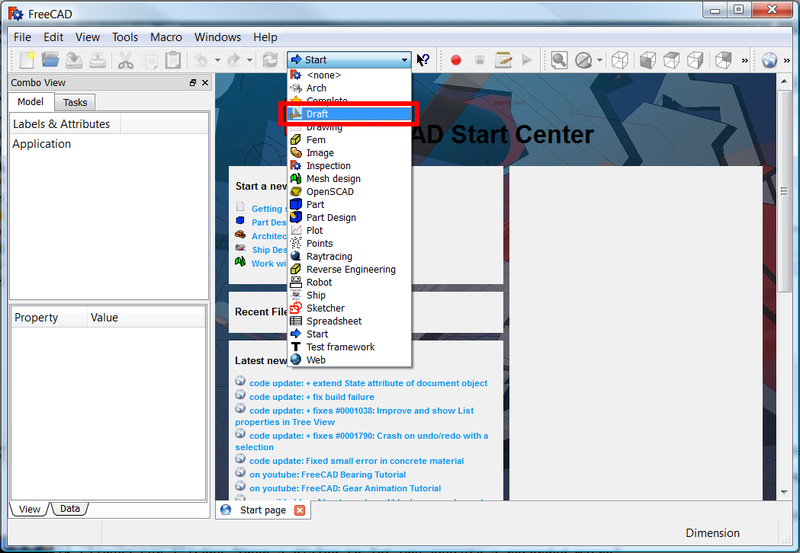 FreeCAD
File Edit View Tools Macro Windows Help
Start
Combo View
Model Tasks
Labels & Attributes
Application
Property Value
View Data
<none>
Arch
Complete
Draft
Drawing
Fem
Image
Inspection
Mesh design
OpenSCAD
Part
Part Design
Plot
Points
Raytracing
Reverse Engineering
Robot
Ship
Sketcher
Spreadsheet
Start
Test framework
Web
AD Start Center
Start a new
Getting
Part Des
Architec
Ship Des
Work wi
Recent File
Latest new
code update: + extend State attribute of document object
code update: + fix build failure
code update: + fixes #0001038: Improve and show List
properties in Tree View
code update: + fixes #0001790: Crash on undo/redo with a
selection
code update: Fixed small error in concrete material
on youtube: FreeCAD Bearing Tutorial
on youtube: FreeCAD: Gear Animation Tutorial
Start page
Dimension